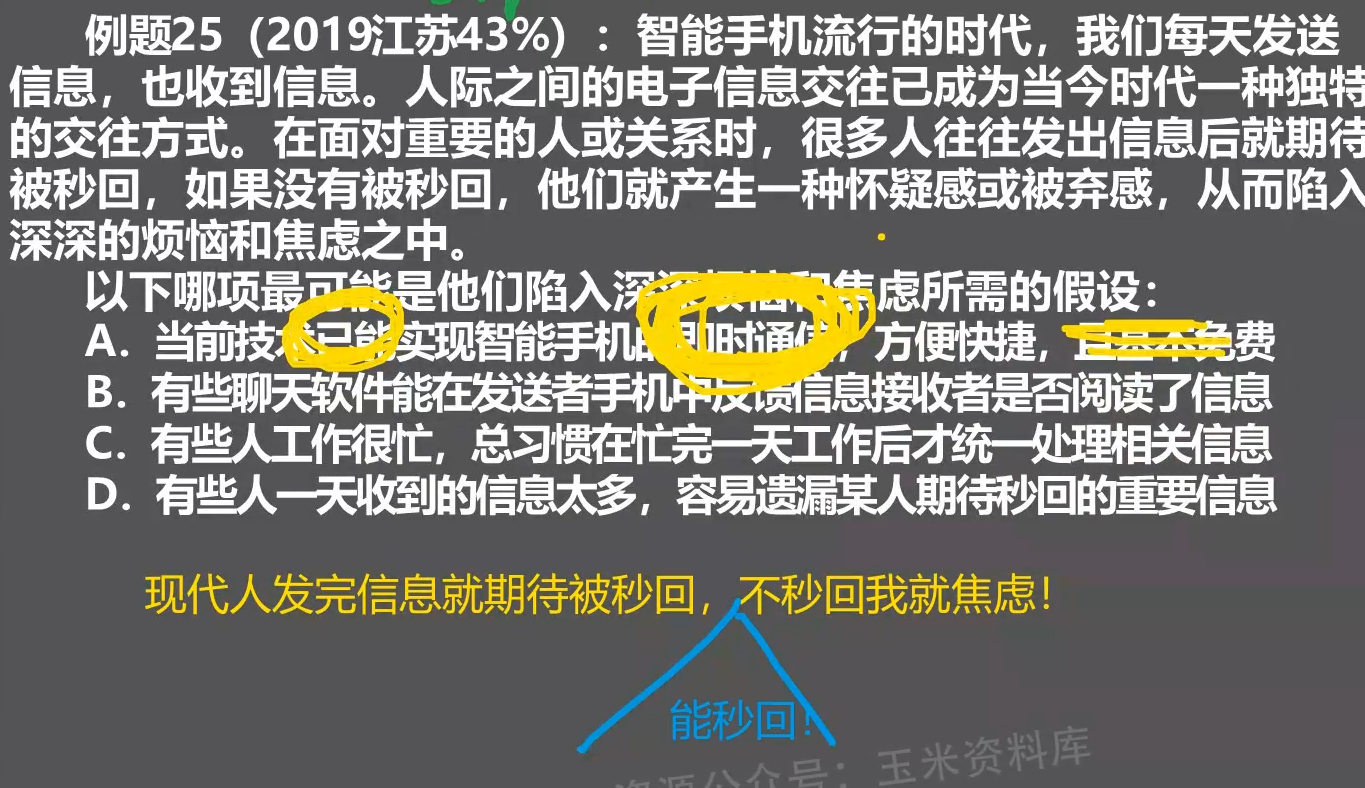 例题25（2019江苏43%）：智能手机流行的时代，我们每天发送
信息，也收到信息。人际之间的电子信息交往已成为当今时代一种独特
的交往方式。在面对重要的人或关系时，很多人往往发出信息后就期待
被秒回，如果没有被秒回，他们就产生一种怀疑感或被弃感，从而陷入
深深的烦恼和焦虑之中。
以下哪项最可能是他们陷入深深烦恼和焦虑所需的假设：
A．当前技术已能实现智能手机的即时通信，方便快捷，且基本免费
B．有些聊天软件能在发送者手机中反馈信息接收者是否阅读了信息
C．有些人工作很忙，总习惯在忙完一天工作后才统一处理相关信息
D．有些人一天收到的信息太多，容易遗漏某人期待秒回的重要信息
现代人发完信息就期待被秒回，不秒回我就焦虑！
能秒回！
资源公众号：玉米资料库